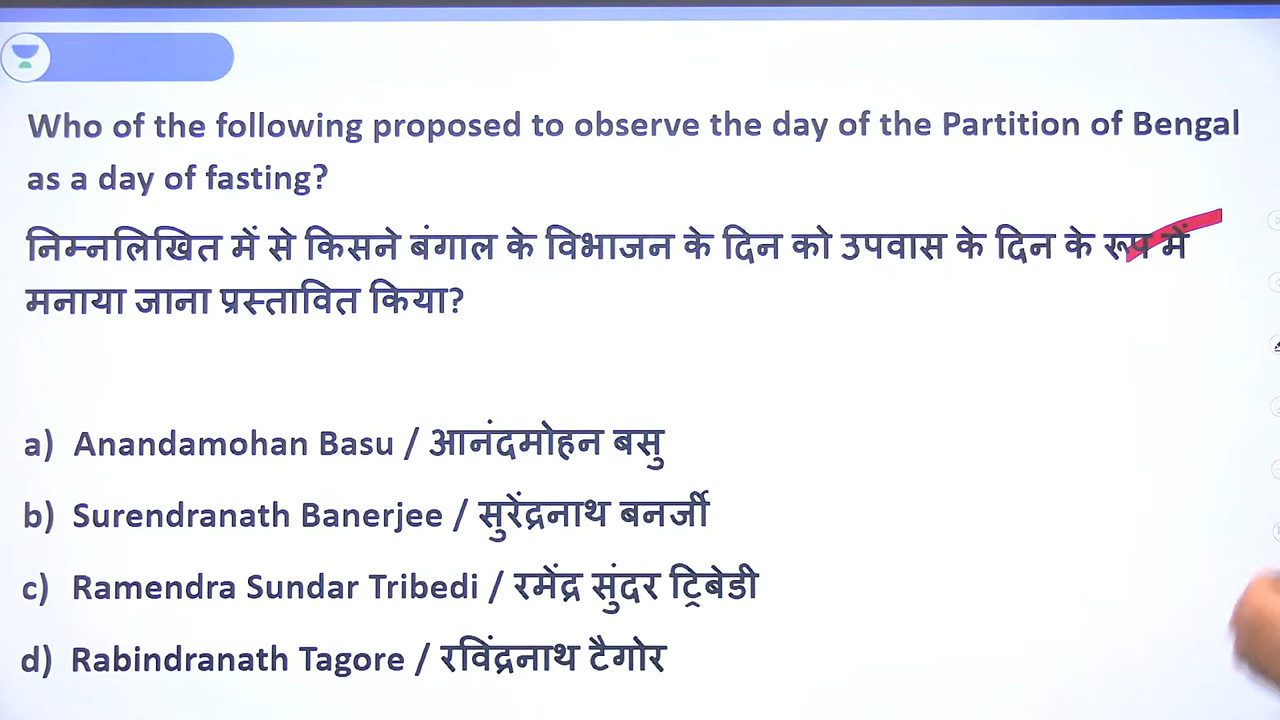 Who of the following proposed to observe the day of the Partition of Bengal
as a day of fasting?
निम्नलिखित में से किसने बंगाल के विभाजन के दिन को उपवास के दिन के रूप में
मनाया जाना प्रस्तावित किया?
a) Anandamohan Basu / आनंदमोहन बसु
b) Surendranath Banerjee / सुरेंद्रनाथ बनर्जी
c) Ramendra Sundar Tribedi / रमेंद्र सुंदर ट्रिबेडी
d) Rabindranath Tagore / रविंद्रनाथ टैगोर